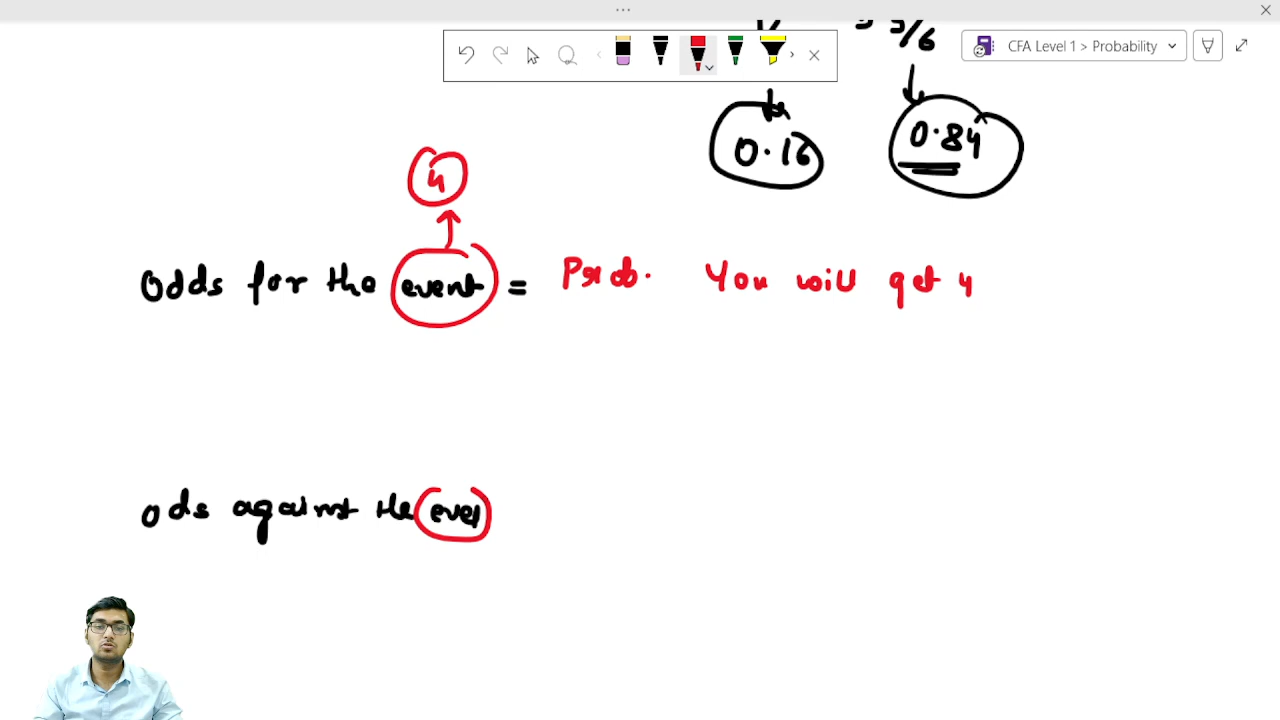 5/6
CFA Level 1 > Probability
0.16
0.84
4
Odds for the event = Prob. You will get 4
Ods against the eve